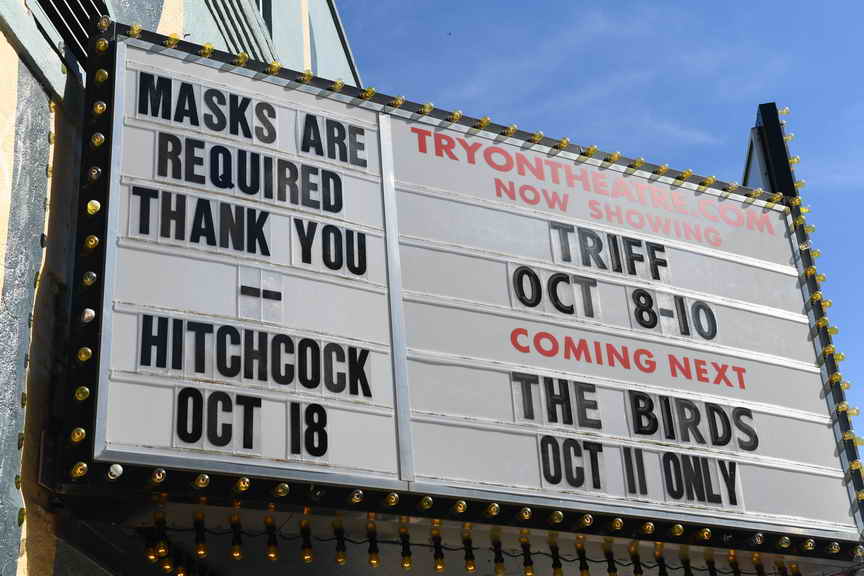 MASKS ARE
REQUIRED
THANK YOU
--
HITCHCOCK
OCT 18
TRYONTHEATRE.COM
NOW SHOWING
TRIFF
OCT 8-10
COMING NEXT
THE BIRDS
OCT 11 ONLY